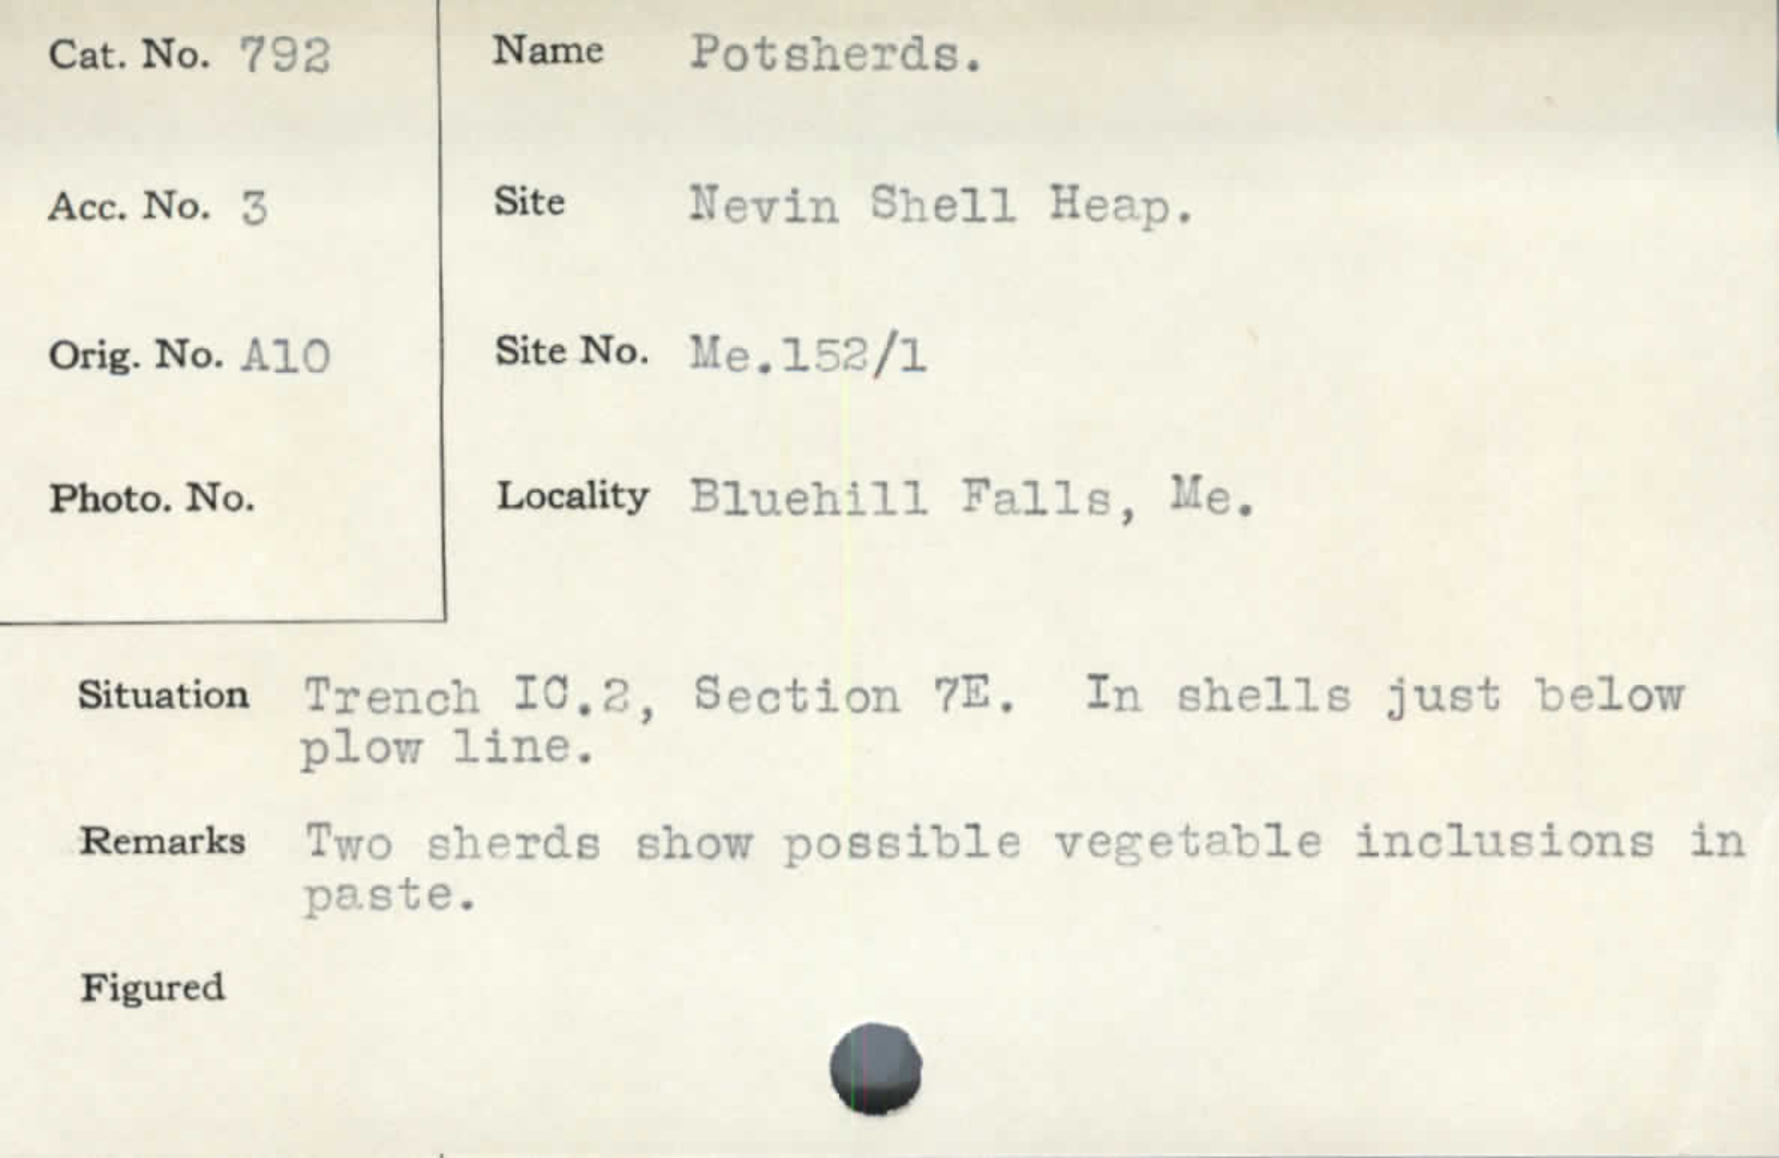 Cat. No. 792
Name Potsherds.
Acc. No. 3
Site Nevin Shell Heap.
Orig. No. A10
Site No. Me.152/1
Photo. No.
Locality Bluehill Falls, Me.
Situation Trench IC.2, Section 7E. In shells just below
plow line.
Remarks Two sherds show possible vegetable inclusions in
paste.
Figured